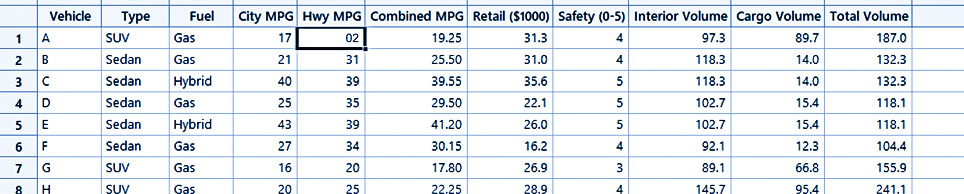 Vehicle Type Fuel City MPG Hwy MPG Combined MPG Retail ($1000) Safety (0-5) Interior Volume Cargo Volume Total Volume
1 A SUV Gas 17 02 19.25 31.3 4 97.3 89.7 187.0
2 B Sedan Gas 21 31 25.50 31.0 4 118.3 14.0 132.3
3 C Sedan Hybrid 40 39 39.55 35.6 5 118.3 14.0 132.3
4 D Sedan Gas 25 35 29.50 22.1 5 102.7 15.4 118.1
5 E Sedan Hybrid 43 39 41.20 26.0 5 102.7 15.4 118.1
6 F Sedan Gas 27 34 30.15 16.2 4 92.1 12.3 104.4
7 G SUV Gas 16 20 17.80 26.9 3 89.1 66.8 155.9
8 H SUV Gas 20 25 22.25 28.9 4 145.7 95.4 241.1